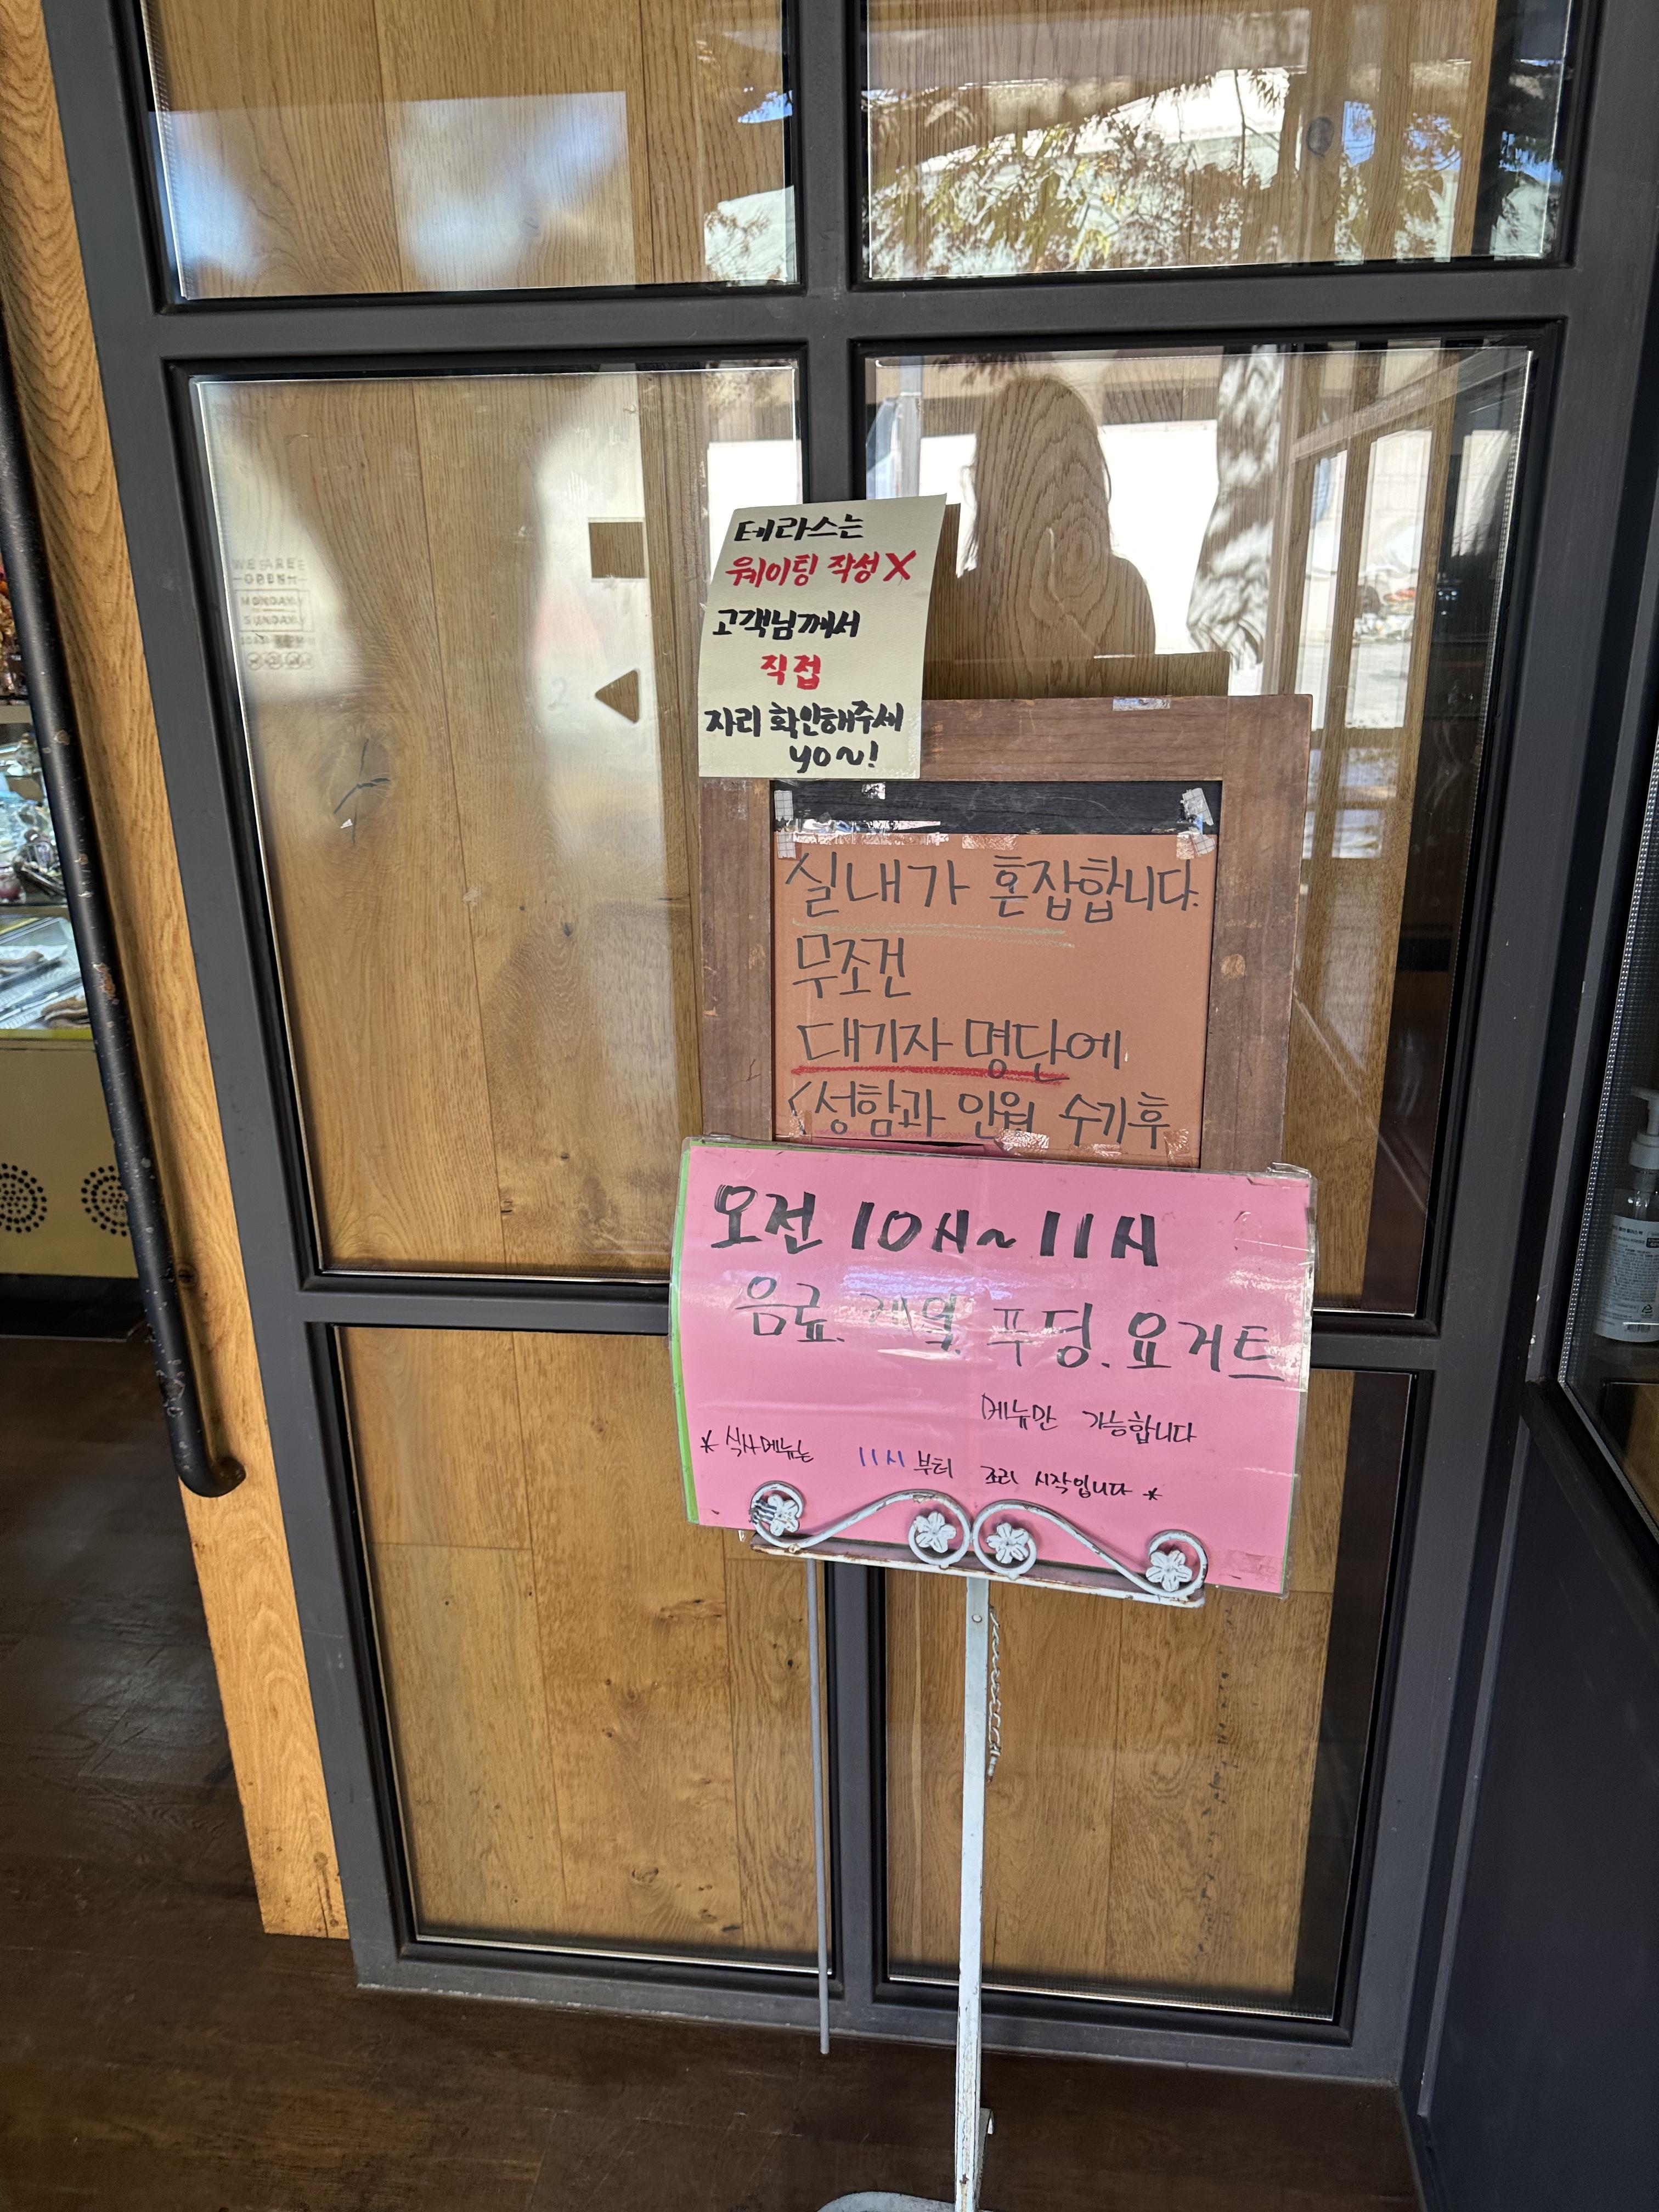 테라스는
웨이팅 작성 X
고객님께서
직접
자리 확인해주세
yo~!
실내가 혼잡합니다.
무조건
대기자 명단에
<성함과 인원 수기후
오전 10시~11시
음료. 푸딩. 요거트
메뉴만 가능합니다
* 식사메뉴는 11시부터 조리 시작입니다 *
WE ARE
OPEN
MONDAY
SUNDAY